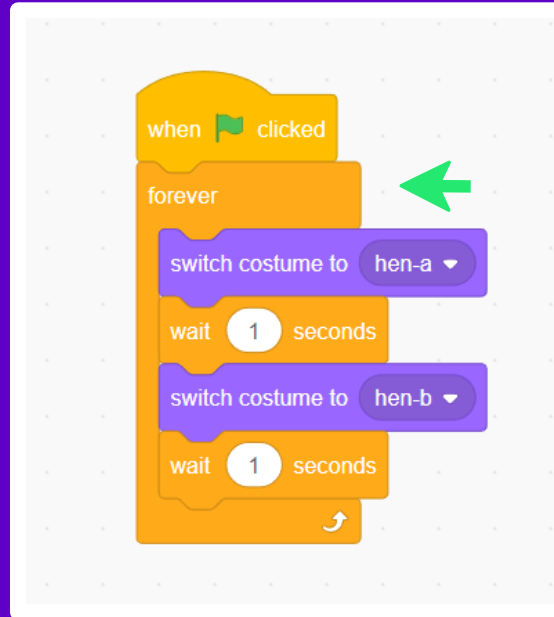 when clicked
forever
switch costume to hen-a
wait 1 seconds
switch costume to hen-b
wait 1 seconds